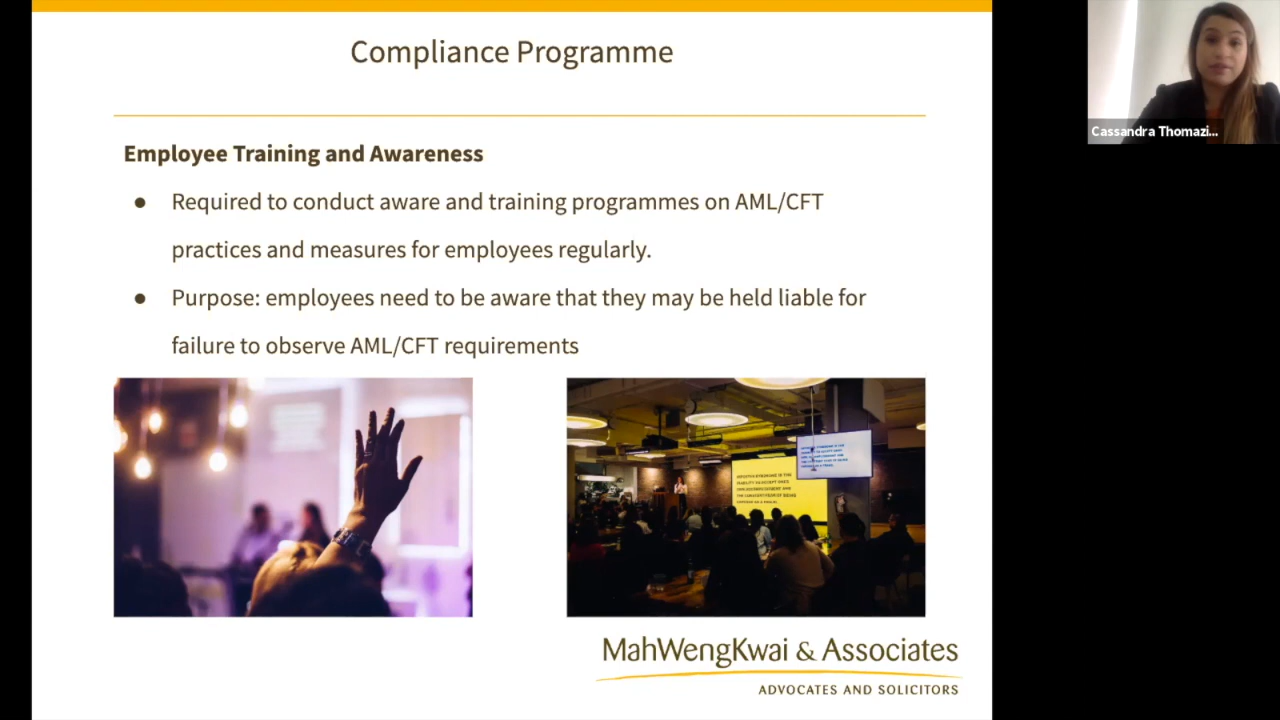 Compliance Programme
Cassandra Thomazi...
Employee Training and Awareness
● Required to conduct aware and training programmes on AML/CFT
practices and measures for employees regularly.
● Purpose: employees need to be aware that they may be held liable for
failure to observe AML/CFT requirements
MahWengKwai & Associates
ADVOCATES AND SOLICITORS